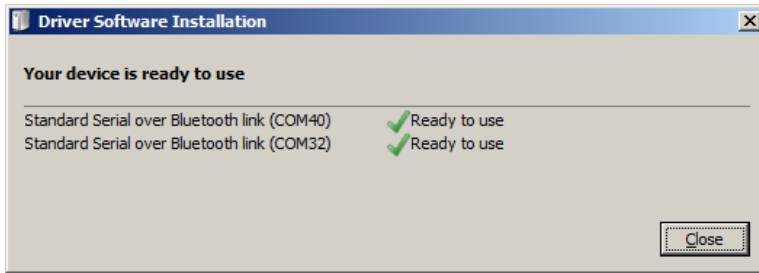 Driver Software Installation
Your device is ready to use
Standard Serial over Bluetooth link (COM40) Ready to use
Standard Serial over Bluetooth link (COM32) Ready to use
Close